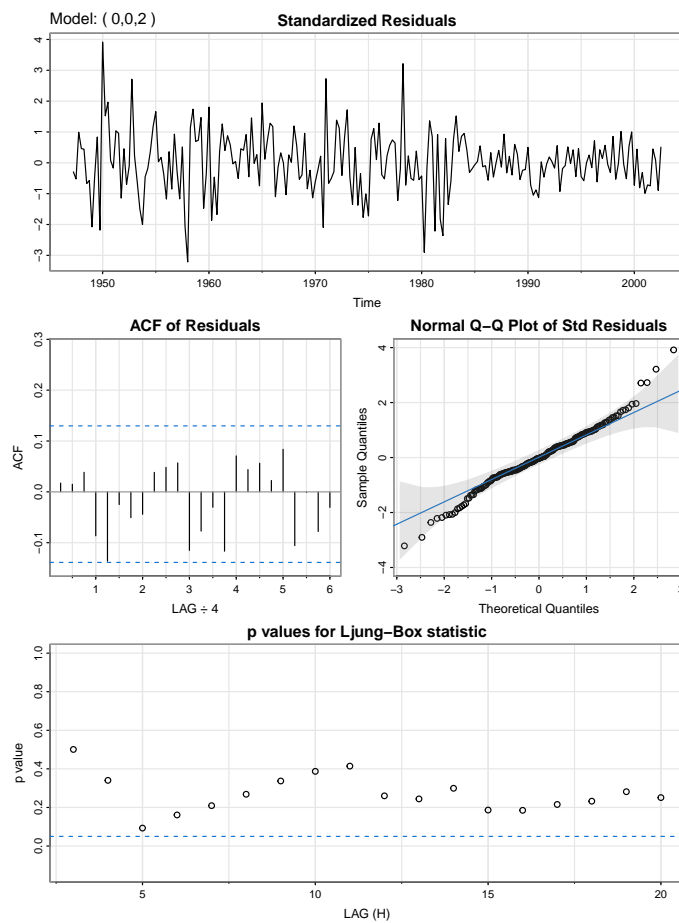 Model: ( 0,0,2 )
Standardized Residuals
4
3
2
1
0
−1
−2
−3
1950 1960 1970 1980 1990 2000
Time
ACF of Residuals
0.3
0.2
0.1
0.0
−0.1
ACF
1 2 3 4 5 6
LAG ÷ 4
Normal Q−Q Plot of Std Residuals
4
2
0
−2
−4
Sample Quantiles
−3 −2 −1 0 1 2 3
Theoretical Quantiles
p values for Ljung−Box statistic
1.0
0.8
0.6
0.4
0.2
0.0
p value
5 10 15 20
LAG (H)